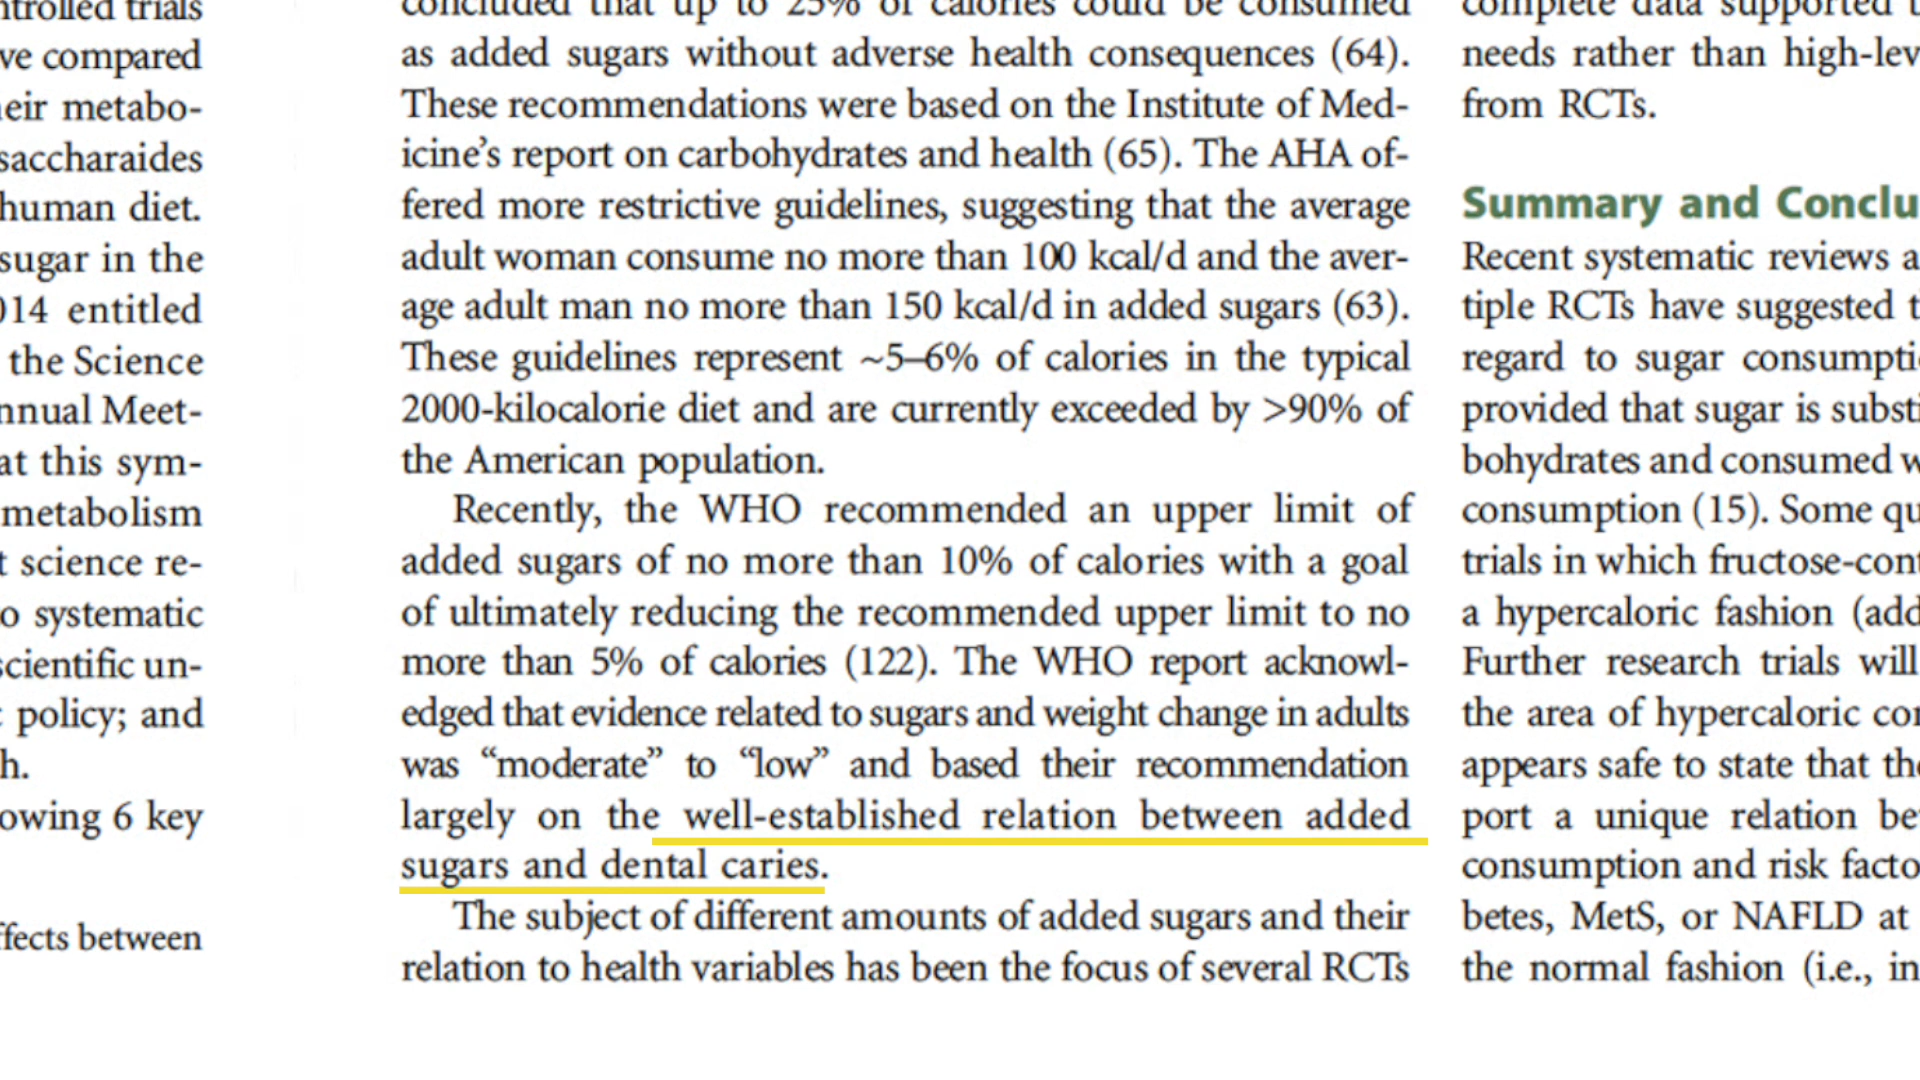 ntrolled trials
ve compared
eir metabo-
saccharaides
human diet.
sugar in the
014 entitled
the Science
nnual Meet-
at this sym-
metabolism
t science re-
o systematic
scientific un-
policy; and
h.
owing 6 key
ffects between
concluded that up to 25% of calories could be consumed
as added sugars without adverse health consequences (64).
These recommendations were based on the Institute of Med-
icine's report on carbohydrates and health (65). The AHA of-
fered more restrictive guidelines, suggesting that the average
adult woman consume no more than 100 kcal/d and the aver-
age adult man no more than 150 kcal/d in added sugars (63).
These guidelines represent ~5–6% of calories in the typical
2000-kilocalorie diet and are currently exceeded by >90% of
the American population.
Recently, the WHO recommended an upper limit of
added sugars of no more than 10% of calories with a goal
of ultimately reducing the recommended upper limit to no
more than 5% of calories (122). The WHO report acknowl-
edged that evidence related to sugars and weight change in adults
was “moderate” to “low” and based their recommendation
largely on the well-established relation between added
sugars and dental caries.
The subject of different amounts of added sugars and their
relation to health variables has been the focus of several RCTs
complete data supported
needs rather than high-lev
from RCTs.
Summary and Conclu
Recent systematic reviews a
tiple RCTs have suggested t
regard to sugar consumpti
provided that sugar is substi
bohydrates and consumed w
consumption (15). Some qu
trials in which fructose-cont
a hypercaloric fashion (add
Further research trials will
the area of hypercaloric con
appears safe to state that the
port a unique relation be
consumption and risk facto
betes, MetS, or NAFLD at
the normal fashion (i.e., in